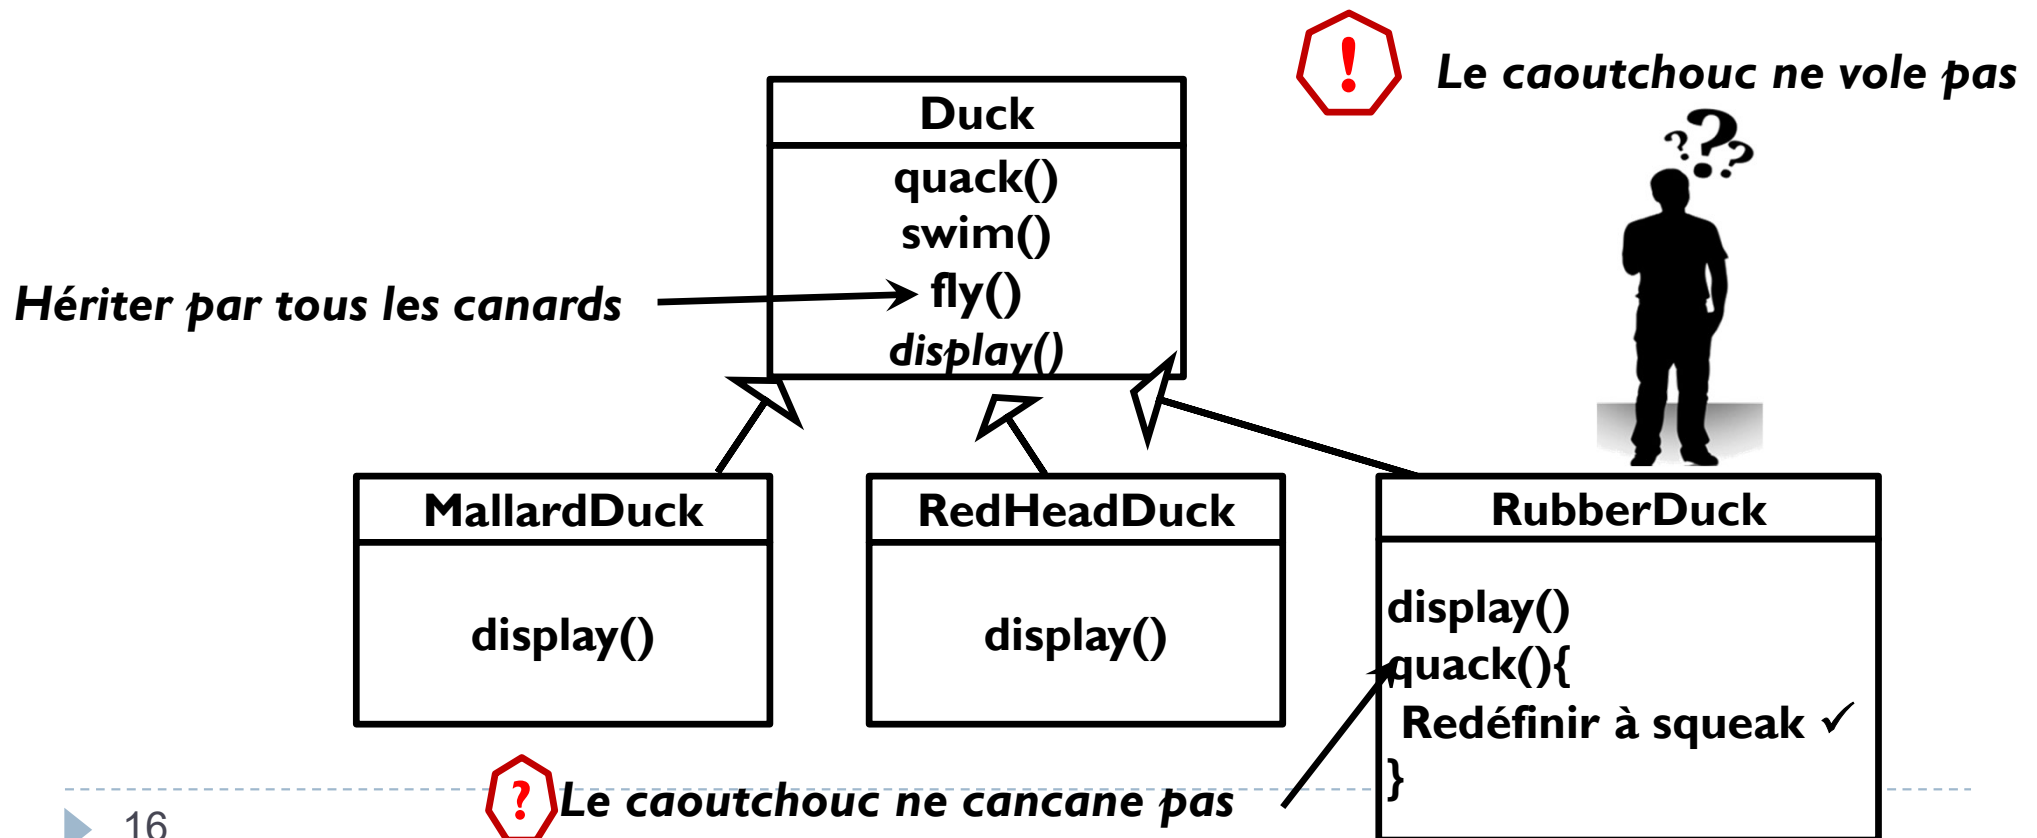 !
Le caoutchouc ne vole pas
???
Duck
quack()
swim()
fly()
display()
Hériter par tous les canards
MallardDuck
display()
RedHeadDuck
display()
RubberDuck
display()
quack(){
Redéfinir à squeak ✓
}
?
Le caoutchouc ne cancane pas
16